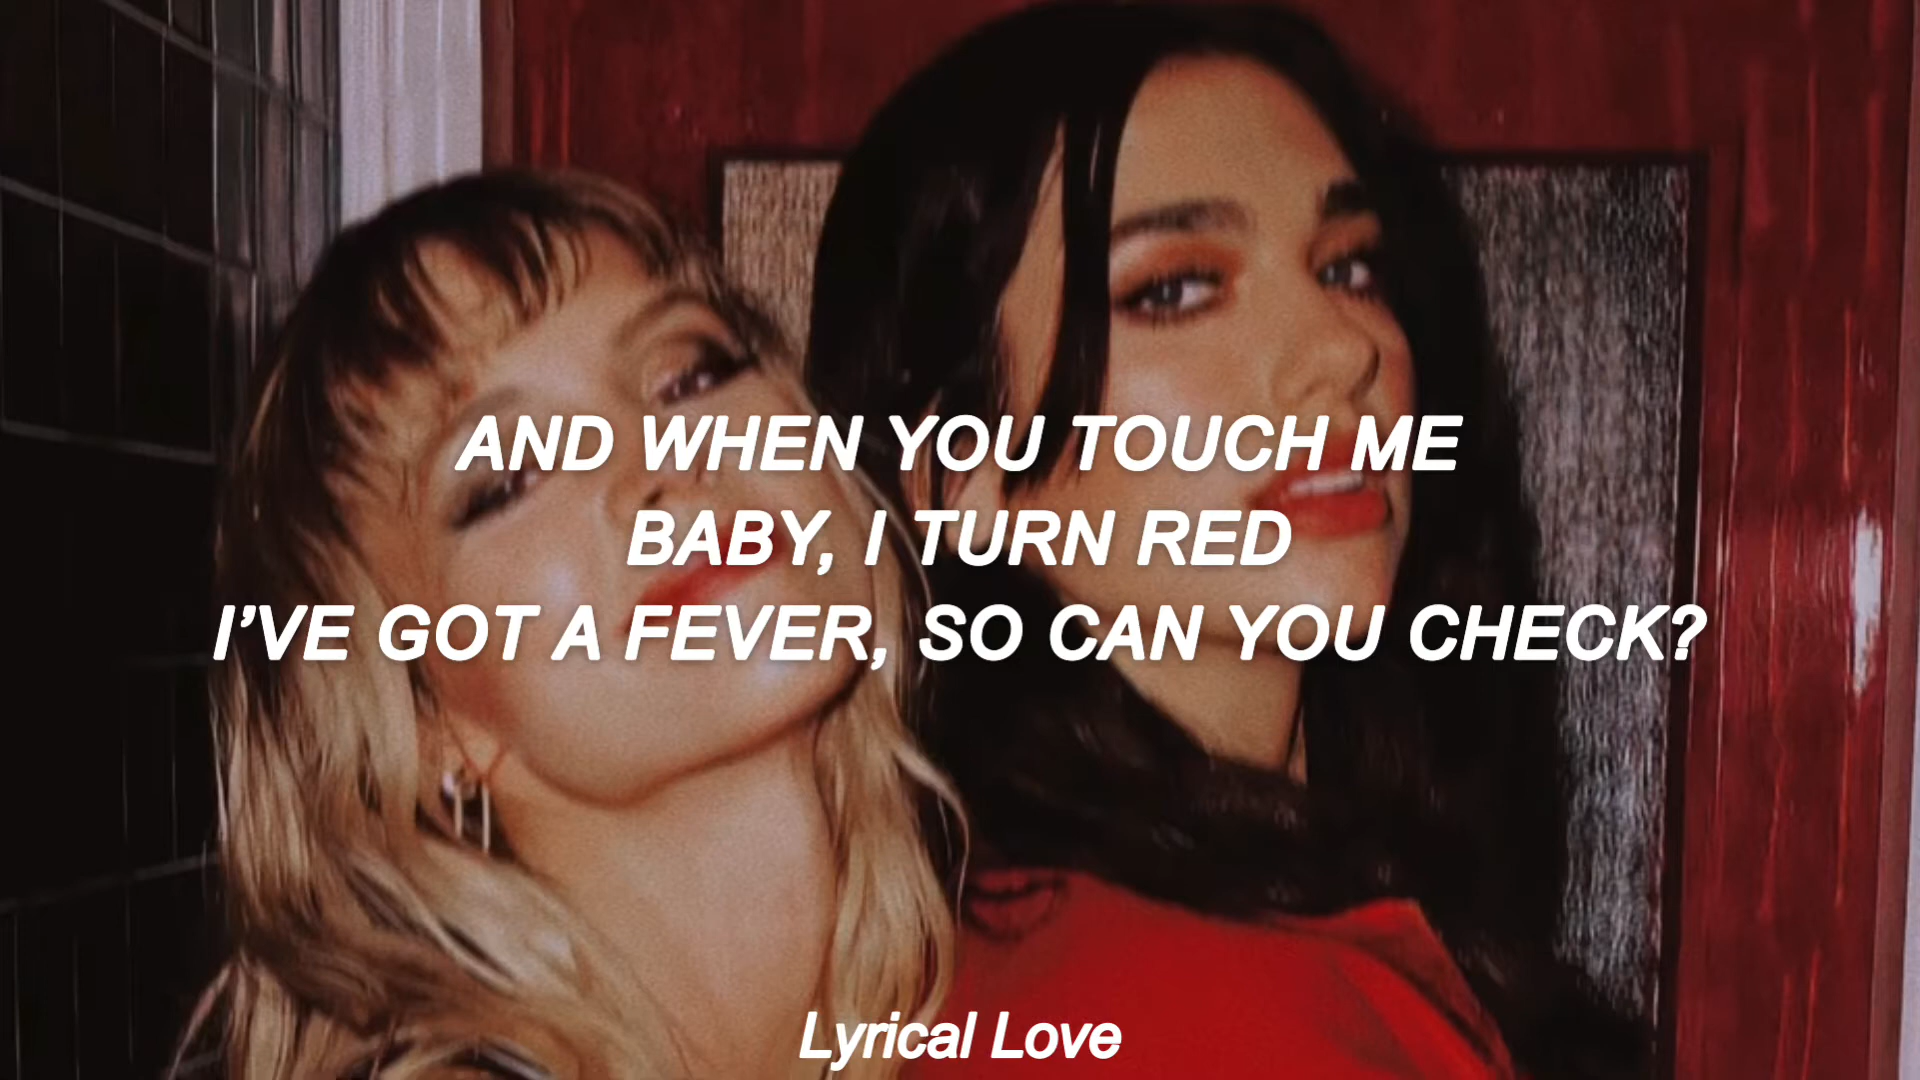 AND WHEN YOU TOUCH ME
BABY, I TURN RED
I’VE GOT A FEVER, SO CAN YOU CHECK?
Lyrical Love